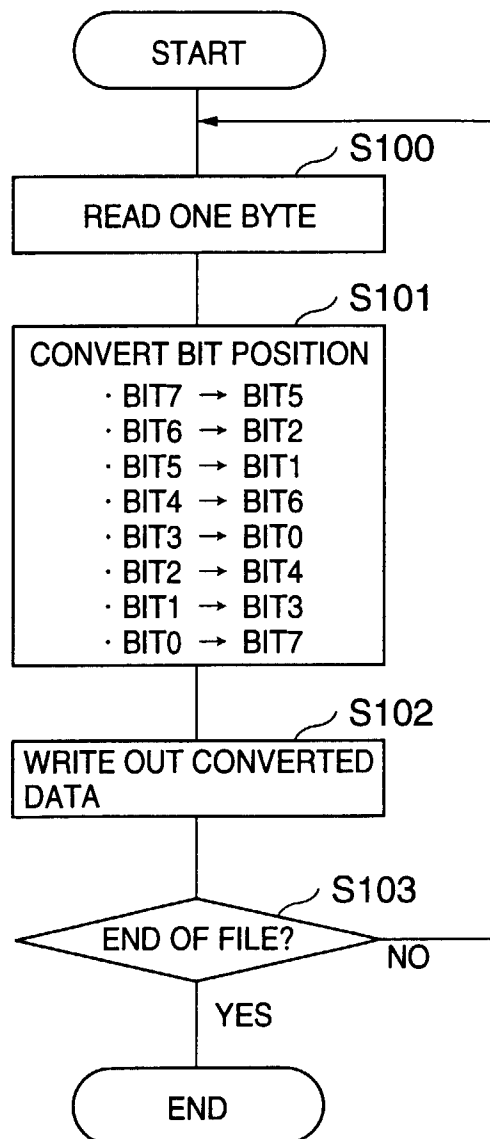 START
S100
READ ONE BYTE
S101
CONVERT BIT POSITION
· BIT7 → BIT5
· BIT6 → BIT2
· BIT5 → BIT1
· BIT4 → BIT6
· BIT3 → BIT0
· BIT2 → BIT4
· BIT1 → BIT3
· BIT0 → BIT7
S102
WRITE OUT CONVERTED
DATA
S103
END OF FILE?
NO
YES
END